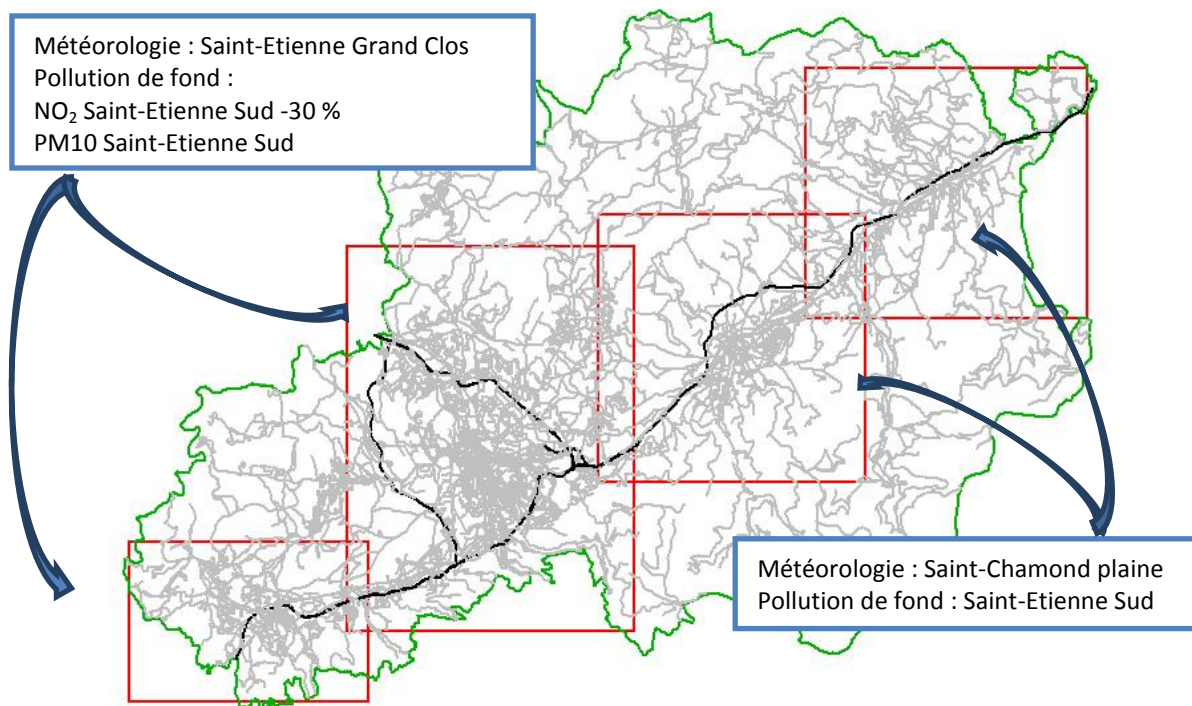 Météorologie : Saint-Etienne Grand Clos
Pollution de fond :
NO₂ Saint-Etienne Sud -30 %
PM10 Saint-Etienne Sud
Météorologie : Saint-Chamond plaine
Pollution de fond : Saint-Etienne Sud